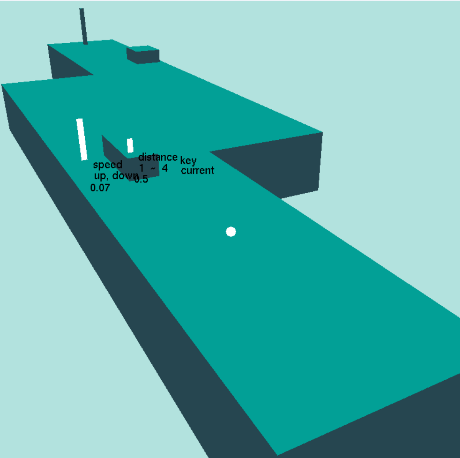 speed
up, down
0.07
distance
1 ~ 4
0.5
key
current